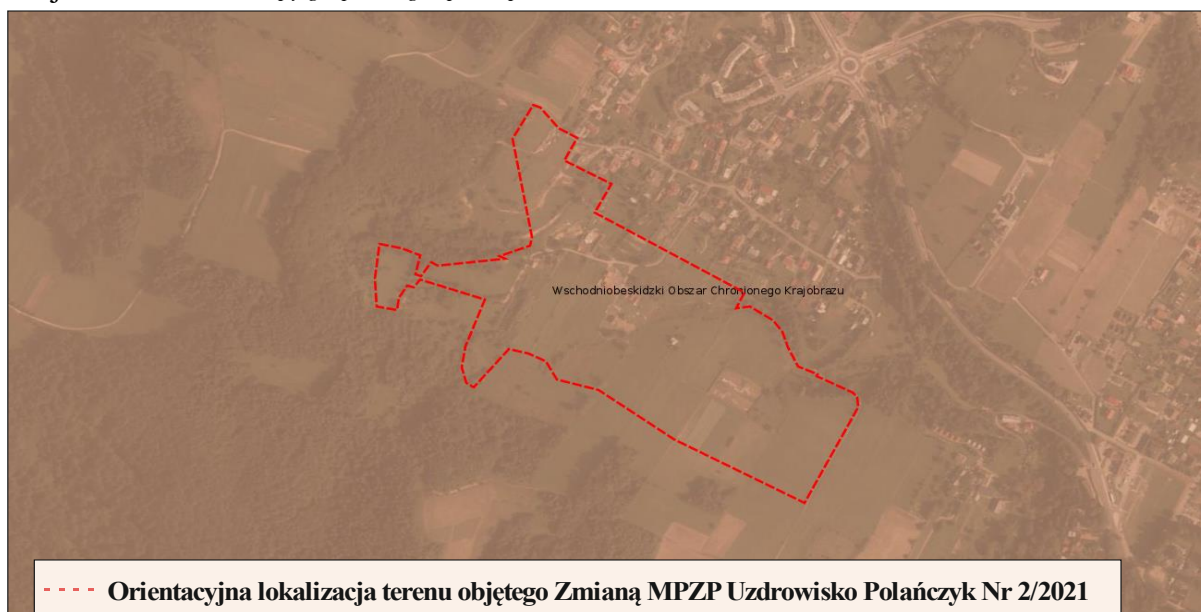 Wschodniobeskidzki Obszar Chronionego Krajobrazu
Orientacyjna lokalizacja terenu objętego Zmianą MPZP Uzdrowisko Polańczyk Nr 2/2021